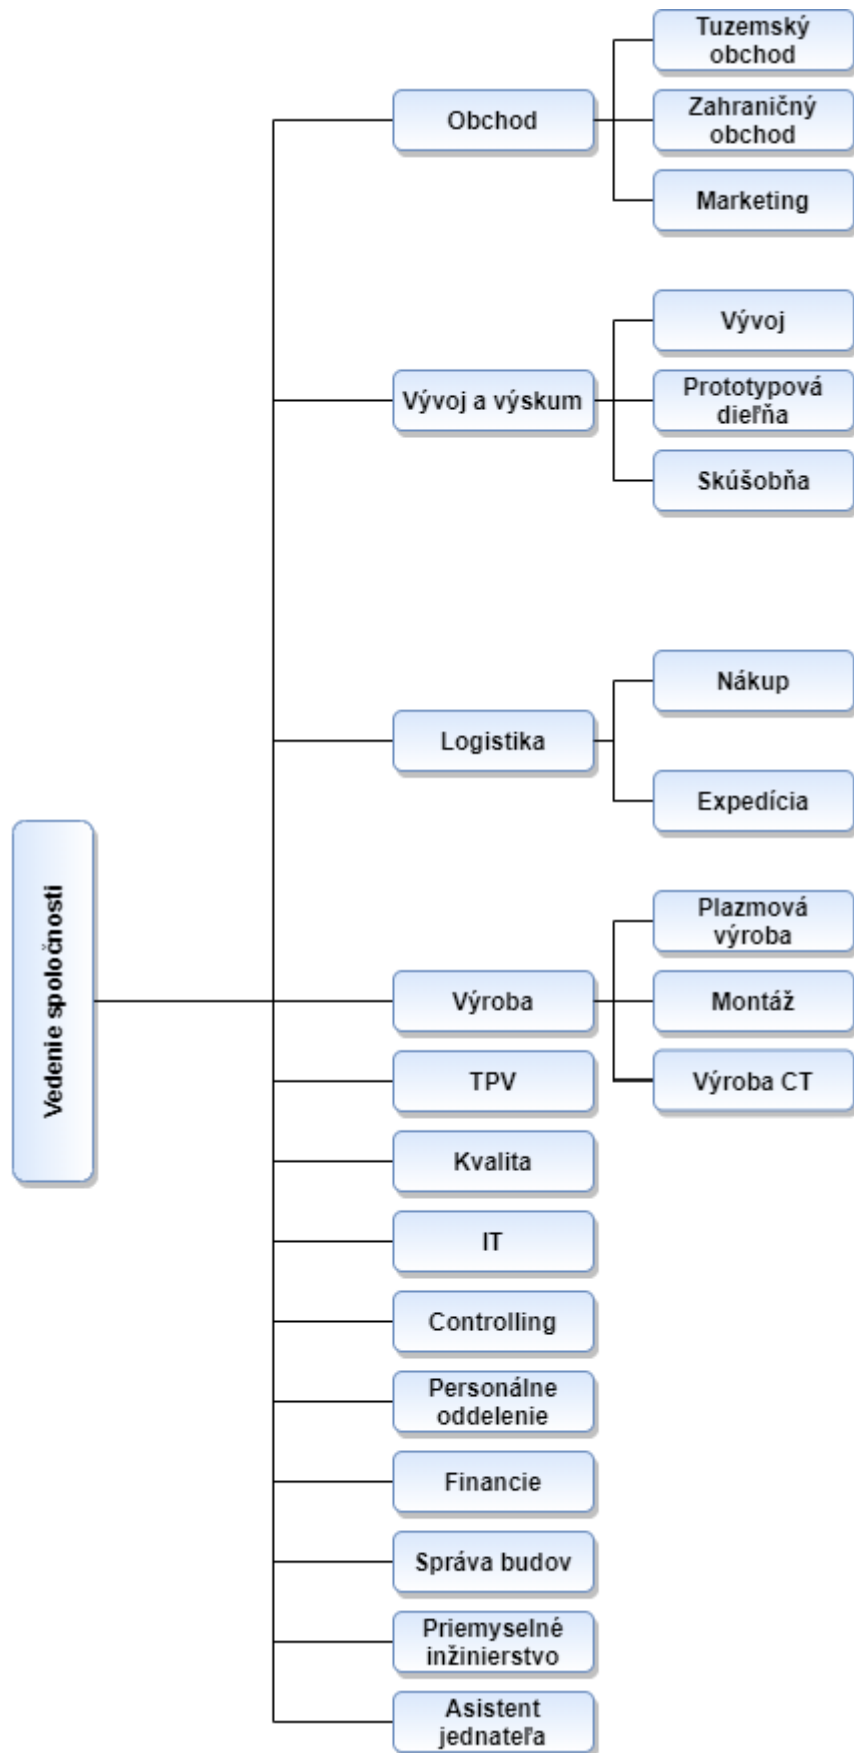 Tuzemský
obchod
Obchod
Zahraničný
obchod
Marketing
Vývoj
Vývoj a výskum
Prototypová
dieľňa
Skúšobňa
Nákup
Logistika
Expedícia
Vedenie spoločnosti
Plazmová
výroba
Výroba
Montáž
TPV
Výroba CT
Kvalita
IT
Controlling
Personálne
oddelenie
Financie
Správa budov
Priemyselné
inžinierstvo
Asistent
jednateľa